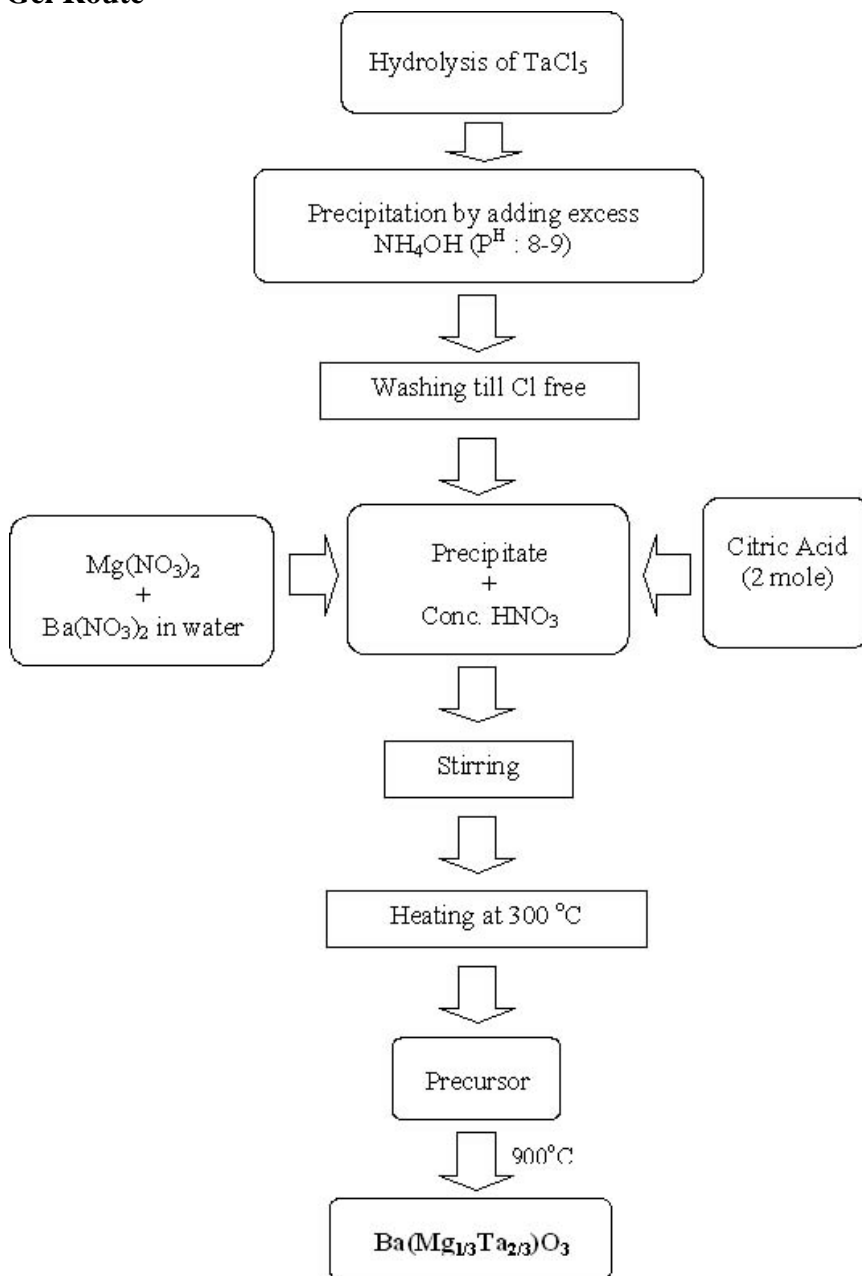 Gel Route
Hydrolysis of TaCl₅
Precipitation by adding excess
NH₄OH (Pᴴ : 8-9)
Washing till Cl free
Mg(NO₃)₂
+
Ba(NO₃)₂ in water
Precipitate
+
Conc. HNO₃
Citric Acid
(2 mole)
Stirring
Heating at 300 °C
Precursor
900°C
Ba(Mg₁/₃Ta₂/₃)O₃